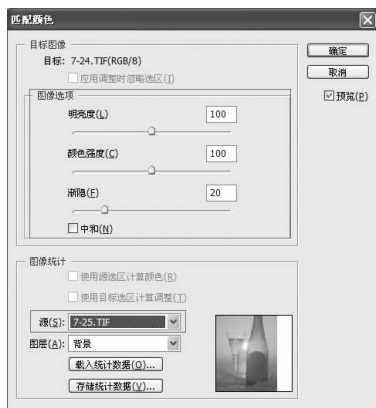 匹配颜色
目标图像
目标: 7-24.TIF(RGB/8)
应用调整时忽略选区(I)
图像选项
明亮度(L) 100
颜色强度(C) 100
渐隐(F) 20
中和(N)
确定
取消
预览(P)
图像统计
使用源选区计算颜色(R)
使用目标选区计算调整(T)
源(S): 7-25.TIF
图层(A): 背景
载入统计数据(O)...
存储统计数据(V)...